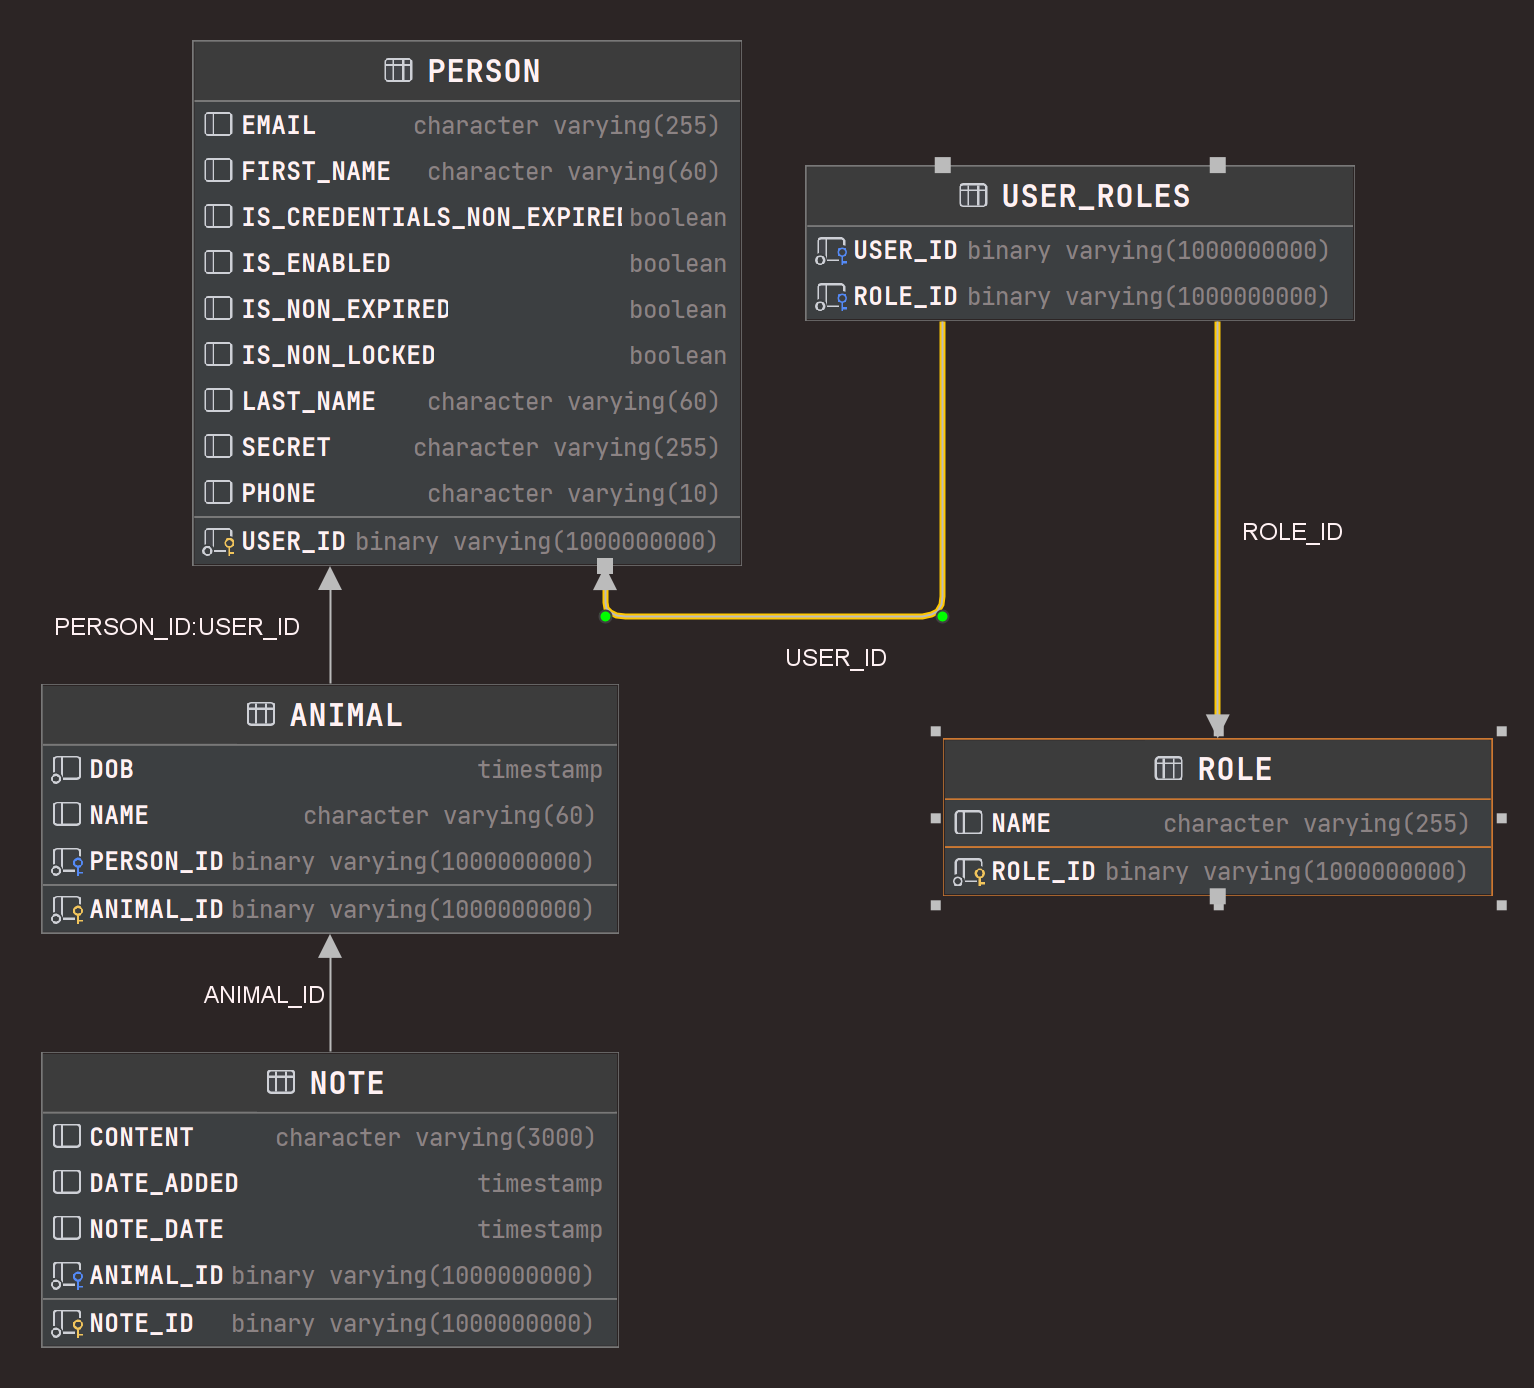 PERSON
EMAIL character varying(255)
FIRST_NAME character varying(60)
IS_CREDENTIALS_NON_EXPIRED boolean
IS_ENABLED boolean
IS_NON_EXPIRED boolean
IS_NON_LOCKED boolean
LAST_NAME character varying(60)
SECRET character varying(255)
PHONE character varying(10)
USER_ID binary varying(1000000000)
USER_ROLES
USER_ID binary varying(1000000000)
ROLE_ID binary varying(1000000000)
ROLE_ID
PERSON_ID:USER_ID
USER_ID
ANIMAL
DOB timestamp
NAME character varying(60)
PERSON_ID binary varying(1000000000)
ANIMAL_ID binary varying(1000000000)
ROLE
NAME character varying(255)
ROLE_ID binary varying(1000000000)
ANIMAL_ID
NOTE
CONTENT character varying(3000)
DATE_ADDED timestamp
NOTE_DATE timestamp
ANIMAL_ID binary varying(1000000000)
NOTE_ID binary varying(1000000000)